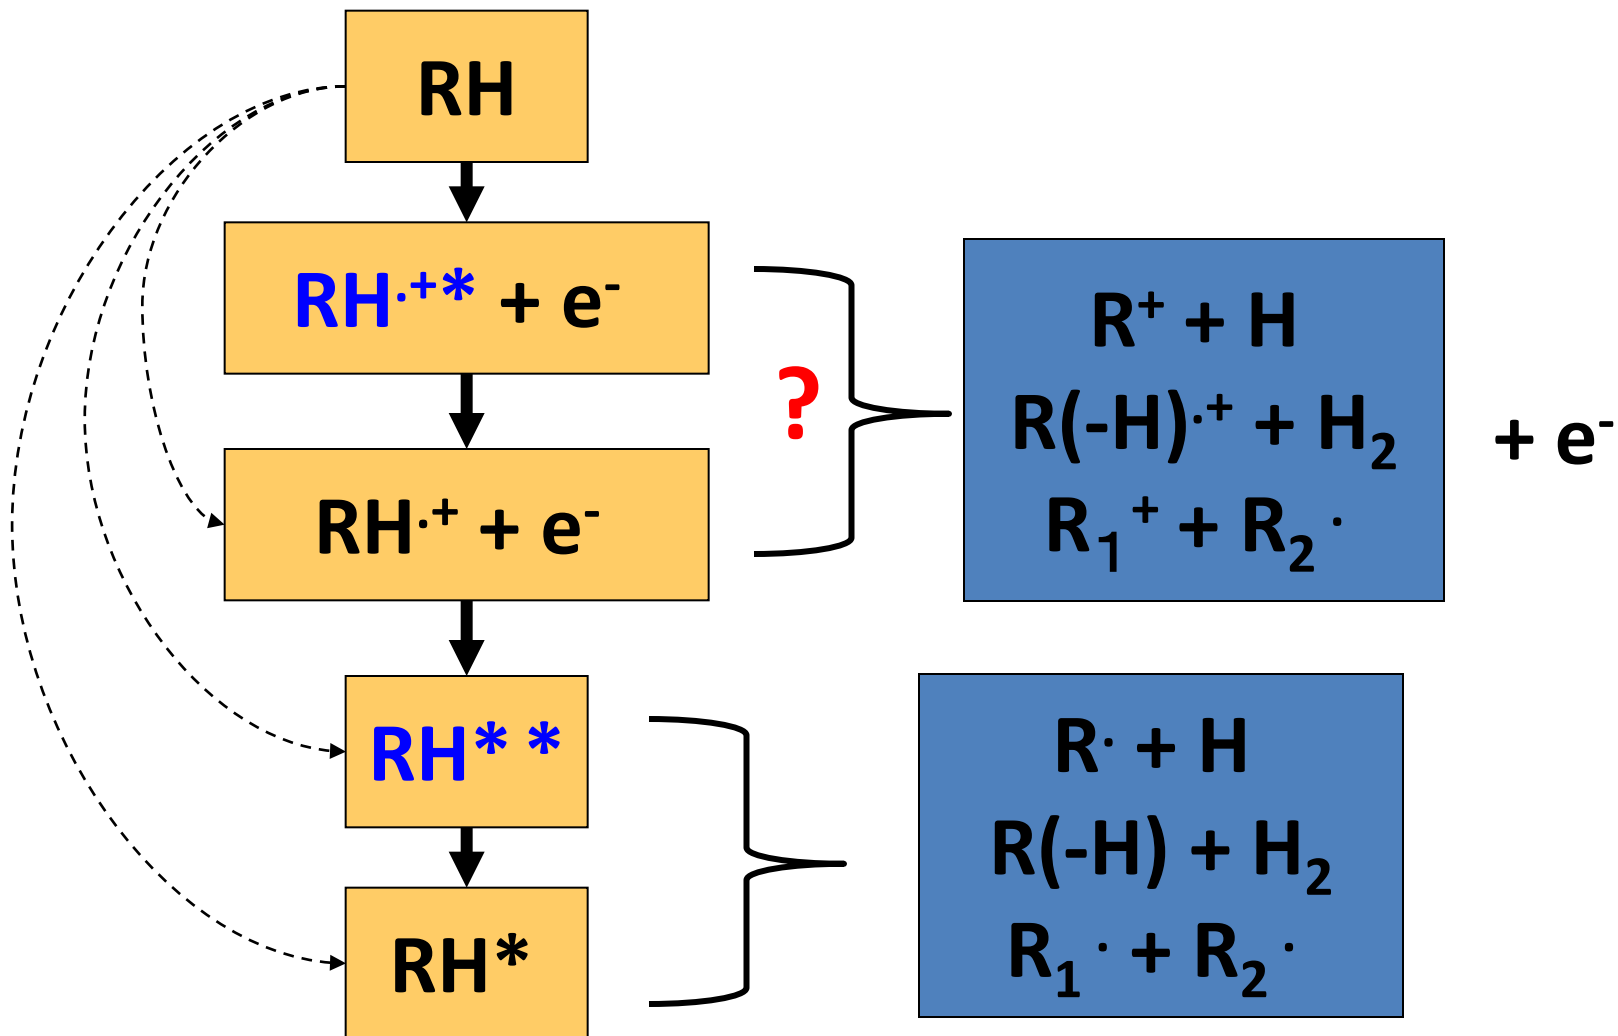 RH
RH·⁺* + e⁻
RH·⁺ + e⁻
RH* *
RH*
?
R⁺ + H
R(-H)·⁺ + H₂
R₁ ⁺ + R₂ ·
+ e⁻
R· + H
R(-H) + H₂
R₁ · + R₂ ·